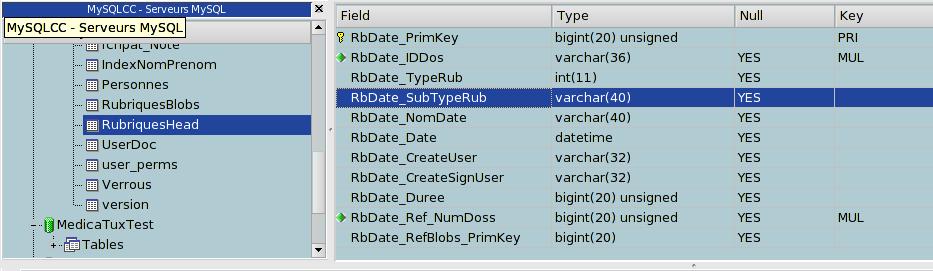 MySQLCC - Serveurs MySQL
MySQLCC - Serveurs MySQL
fchpat_Note
IndexNomPrenom
Personnes
RubriquesBlobs
RubriquesHead
UserDoc
user_perms
Verrous
version
MedicaTuxTest
Tables
Field Type Null Key
RbDate_PrimKey bigint(20) unsigned PRI
RbDate_IDDos varchar(36) YES MUL
RbDate_TypeRub int(11) YES
RbDate_SubTypeRub varchar(40) YES
RbDate_NomDate varchar(40) YES
RbDate_Date datetime YES
RbDate_CreateUser varchar(32) YES
RbDate_CreateSignUser varchar(32) YES
RbDate_Duree bigint(20) unsigned YES
RbDate_Ref_NumDoss bigint(20) unsigned YES MUL
RbDate_RefBlobs_PrimKey bigint(20) YES